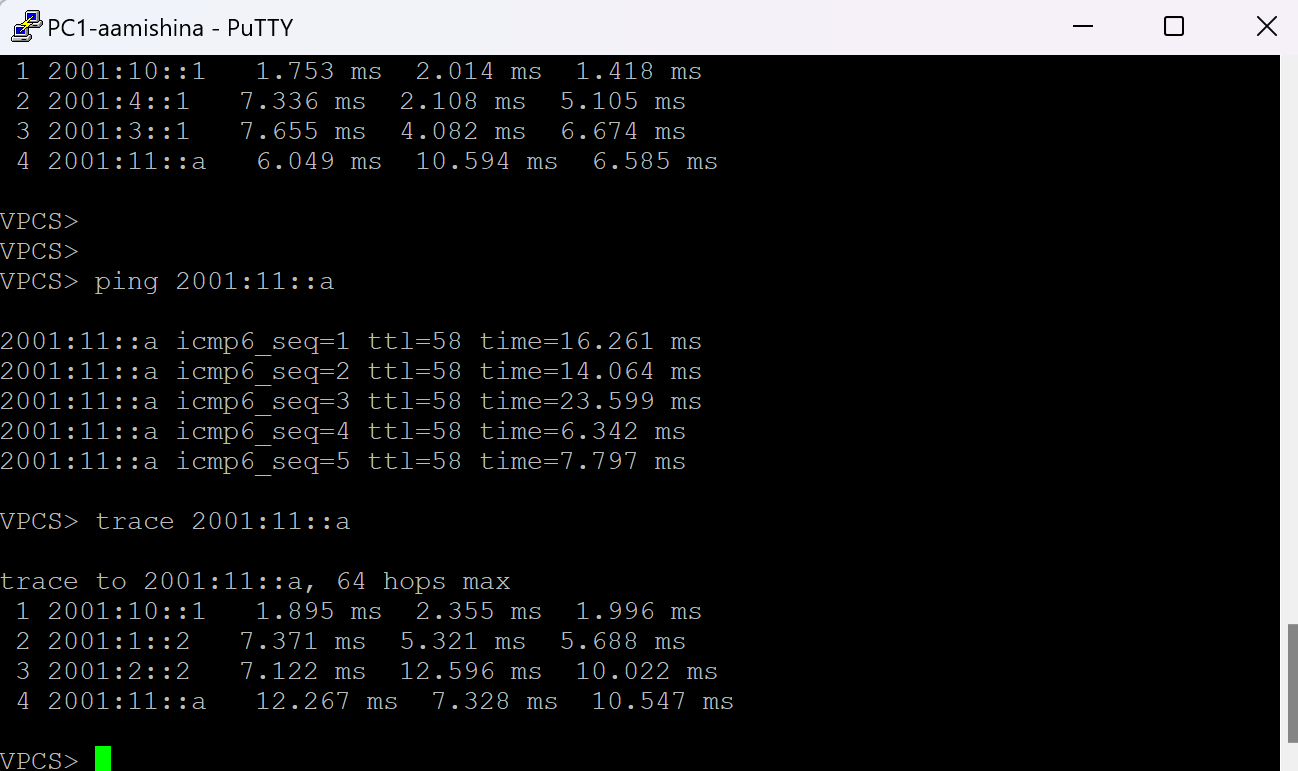 PC1-aamishina - PuTTY
 1 2001:10::1   1.753 ms  2.014 ms  1.418 ms
 2 2001:4::1   7.336 ms  2.108 ms  5.105 ms
 3 2001:3::1   7.655 ms  4.082 ms  6.674 ms
 4 2001:11::a   6.049 ms  10.594 ms  6.585 ms
VPCS>
VPCS>
VPCS> ping 2001:11::a
2001:11::a icmp6_seq=1 ttl=58 time=16.261 ms
2001:11::a icmp6_seq=2 ttl=58 time=14.064 ms
2001:11::a icmp6_seq=3 ttl=58 time=23.599 ms
2001:11::a icmp6_seq=4 ttl=58 time=6.342 ms
2001:11::a icmp6_seq=5 ttl=58 time=7.797 ms
VPCS> trace 2001:11::a
trace to 2001:11::a, 64 hops max
 1 2001:10::1   1.895 ms  2.355 ms  1.996 ms
 2 2001:1::2   7.371 ms  5.321 ms  5.688 ms
 3 2001:2::2   7.122 ms  12.596 ms  10.022 ms
 4 2001:11::a   12.267 ms  7.328 ms  10.547 ms
VPCS>